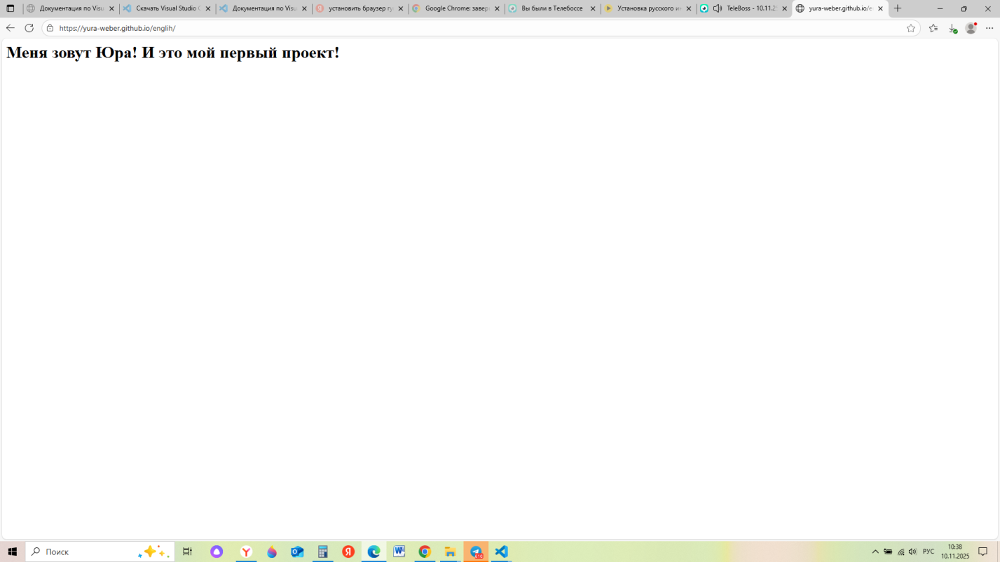 Документация по Visu
Скачать Visual Studio C
Документация по Visu
установить браузер гу
Google Chrome: завер
Вы были в Телебоссе
Установка русского ин
TeleBoss - 10.11.25
yura-weber.github.io/e
https://yura-weber.github.io/englih/
Меня зовут Юра! И это мой первый проект!
Поиск
РУС
10:38
10.11.2025